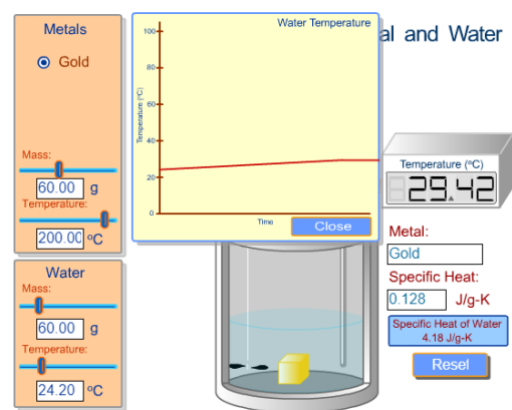 Metals
Gold
Mass:
60.00 g
Temperature:
200.00 °C
Water
Mass:
60.00 g
Temperature:
24.20 °C
Water Temperature
100
80
60
40
20
0
Temperature (°C)
Time
Close
al and Water
Temperature (°C)
29.42
Metal:
Gold
Specific Heat:
0.128 J/g-K
Specific Heat of Water
4.18 J/g-K
Reset